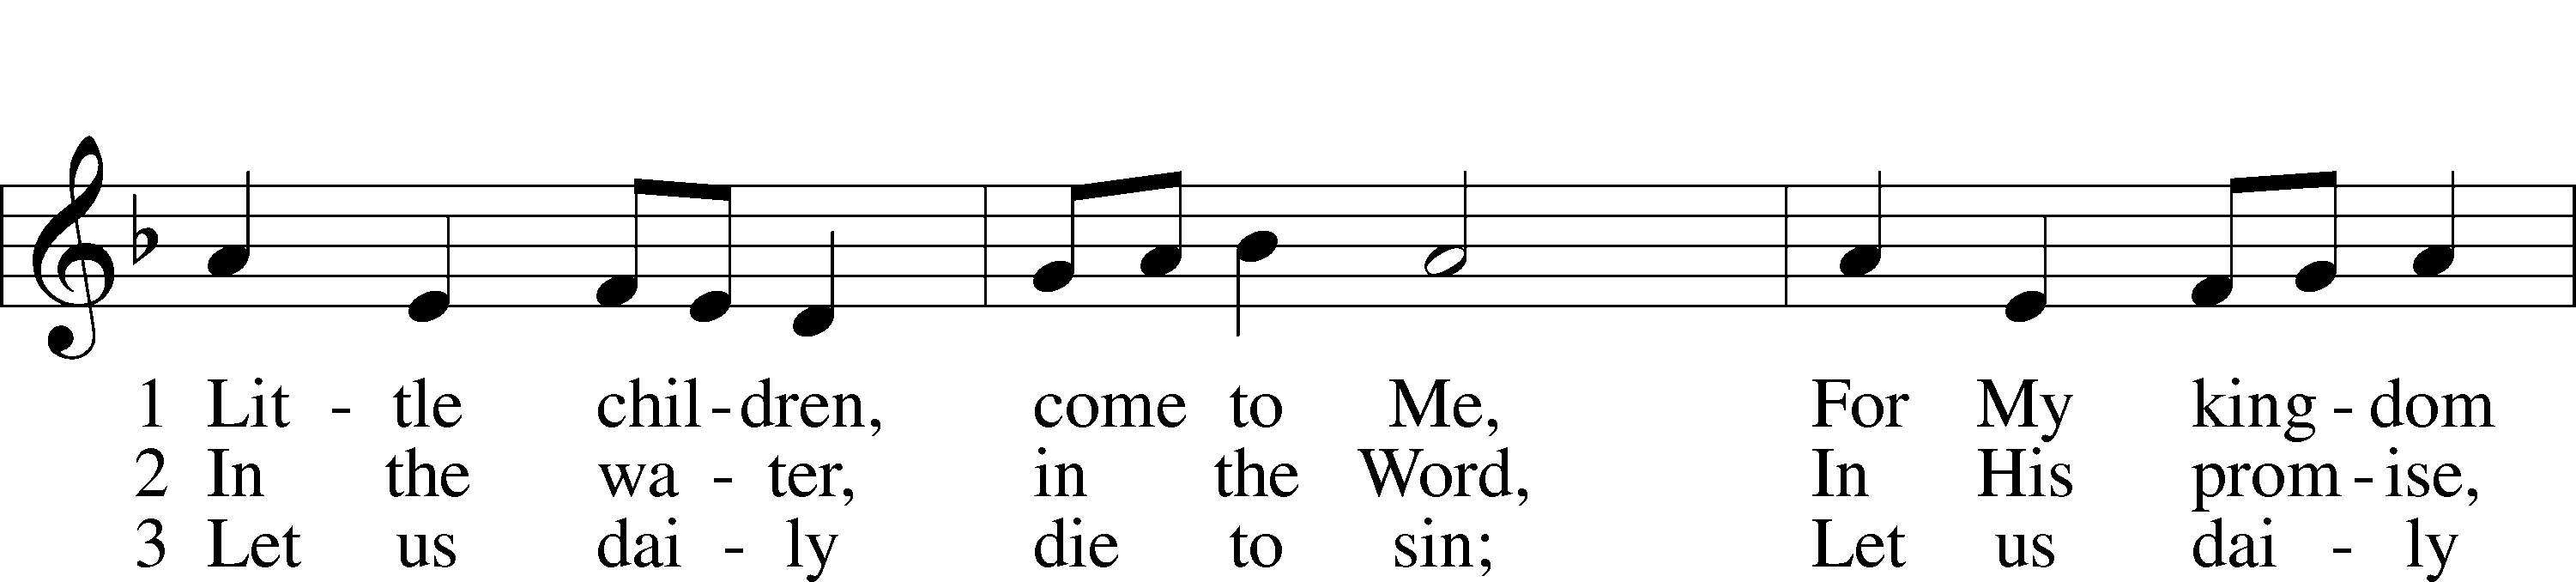 1 Lit - tle chil - dren, come to Me, For My king - dom
2 In the wa - ter, in the Word, In His prom - ise,
3 Let us dai - ly die to sin; Let us dai - ly